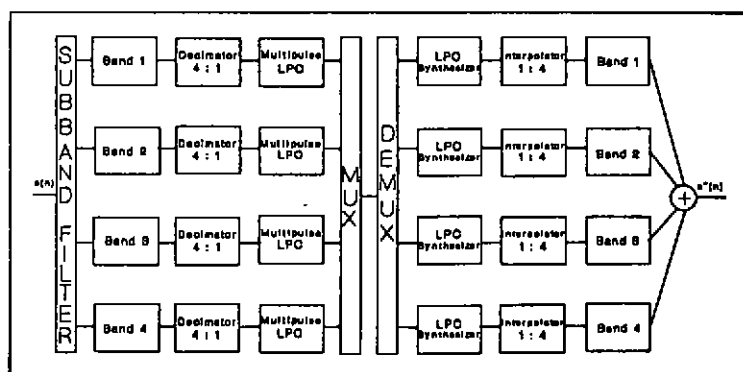 s[n]
SUBBAND FILTER
Band 1
Decimator
4 : 1
Multipulse
LPC
Band 2
Decimator
4 : 1
Multipulse
LPC
Band 3
Decimator
4 : 1
Multipulse
LPC
Band 4
Decimator
4 : 1
Multipulse
LPC
MUX
DEMUX
LPC
Synthesizer
Interpolator
1 : 4
Band 1
LPC
Synthesizer
Interpolator
1 : 4
Band 2
LPC
Synthesizer
Interpolator
1 : 4
Band 3
LPC
Synthesizer
Interpolator
1 : 4
Band 4
+